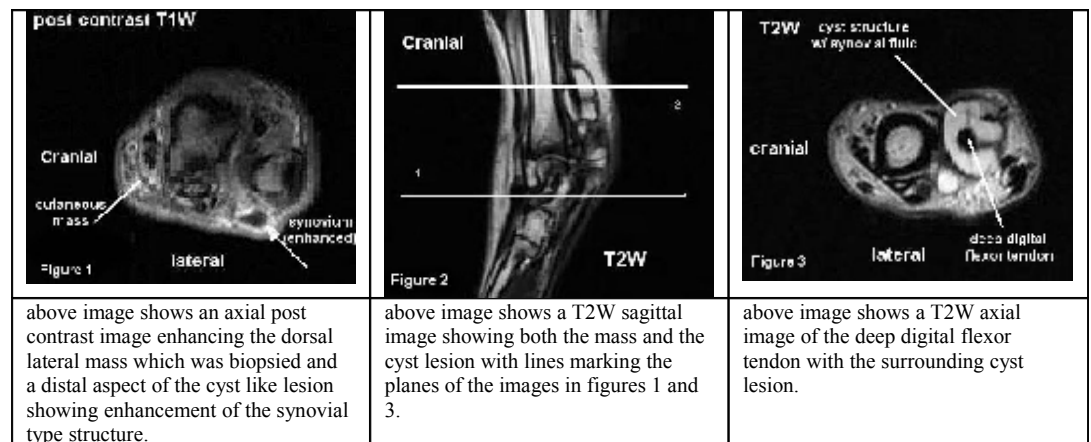 post contrast T1W
Cranial
cutaneous
mass
synovium
(enhanced)
lateral
Figure 1
Cranial
2
1
T2W
Figure 2
T2W
cyst structure
w/ synovial fluid
cranial
deep digital
flexor tendon
lateral
Figure 3
above image shows an axial post
contrast image enhancing the dorsal
lateral mass which was biopsied and
a distal aspect of the cyst like lesion
showing enhancement of the synovial
type structure.
above image shows a T2W sagittal
image showing both the mass and the
cyst lesion with lines marking the
planes of the images in figures 1 and
3.
above image shows a T2W axial
image of the deep digital flexor
tendon with the surrounding cyst
lesion.